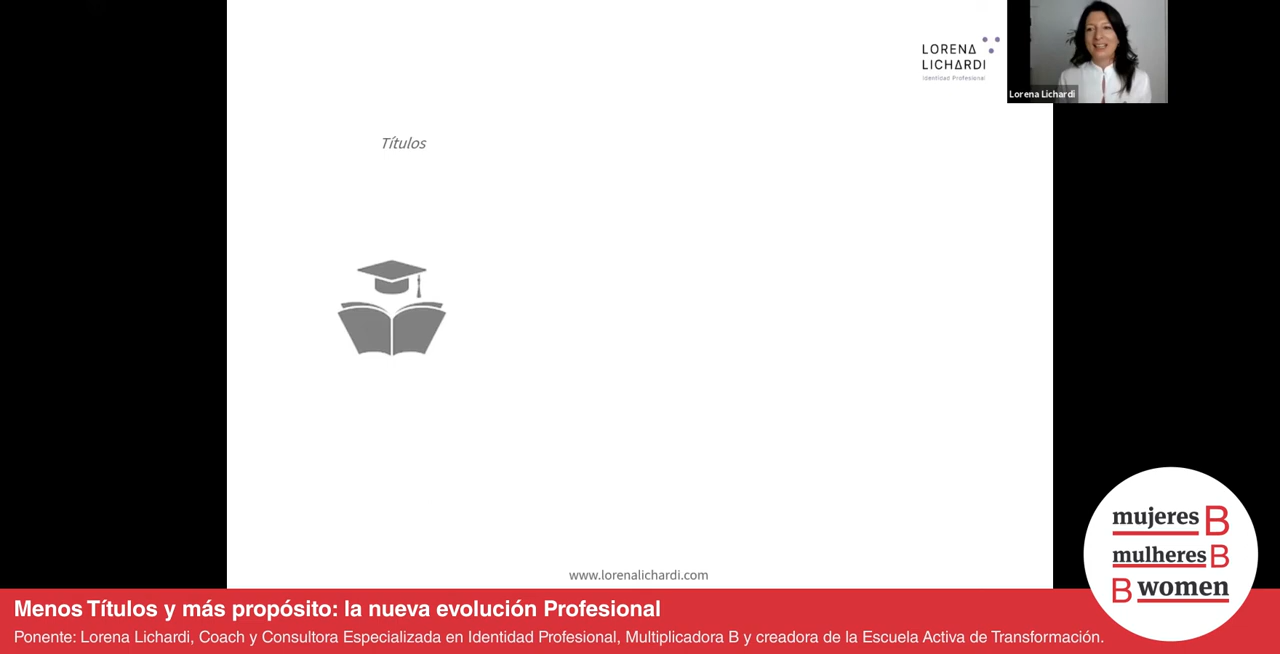 LORENA
LICHARDI
Identidad Profesional
Lorena Lichardi
Títulos
www.lorenalichardi.com
mujeres B
mulheres B
B women
Menos Títulos y más propósito: la nueva evolución Profesional
Ponente: Lorena Lichardi, Coach y Consultora Especializada en Identidad Profesional, Multiplicadora B y creadora de la Escuela Activa de Transformación.